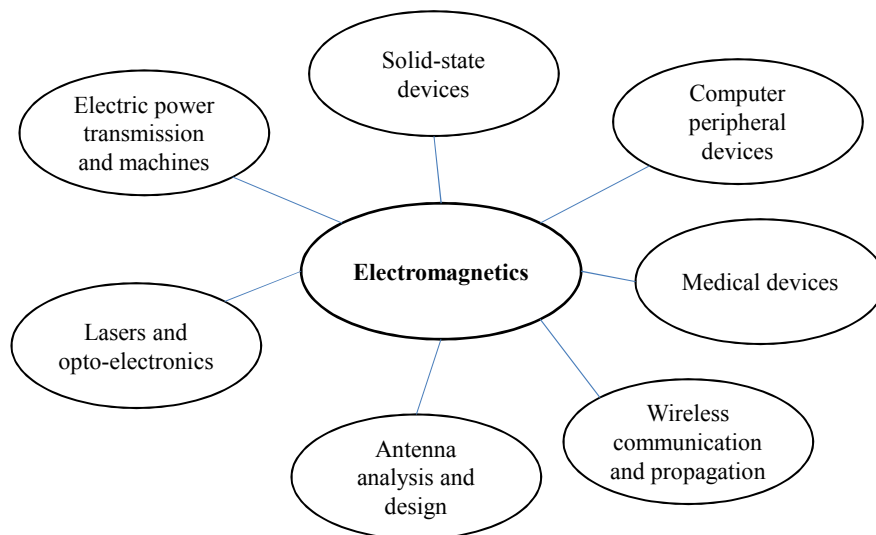 Solid-state
devices
Electric power
transmission
and machines
Computer
peripheral
devices
Electromagnetics
Medical devices
Lasers and
opto-electronics
Wireless
communication
and propagation
Antenna
analysis and
design